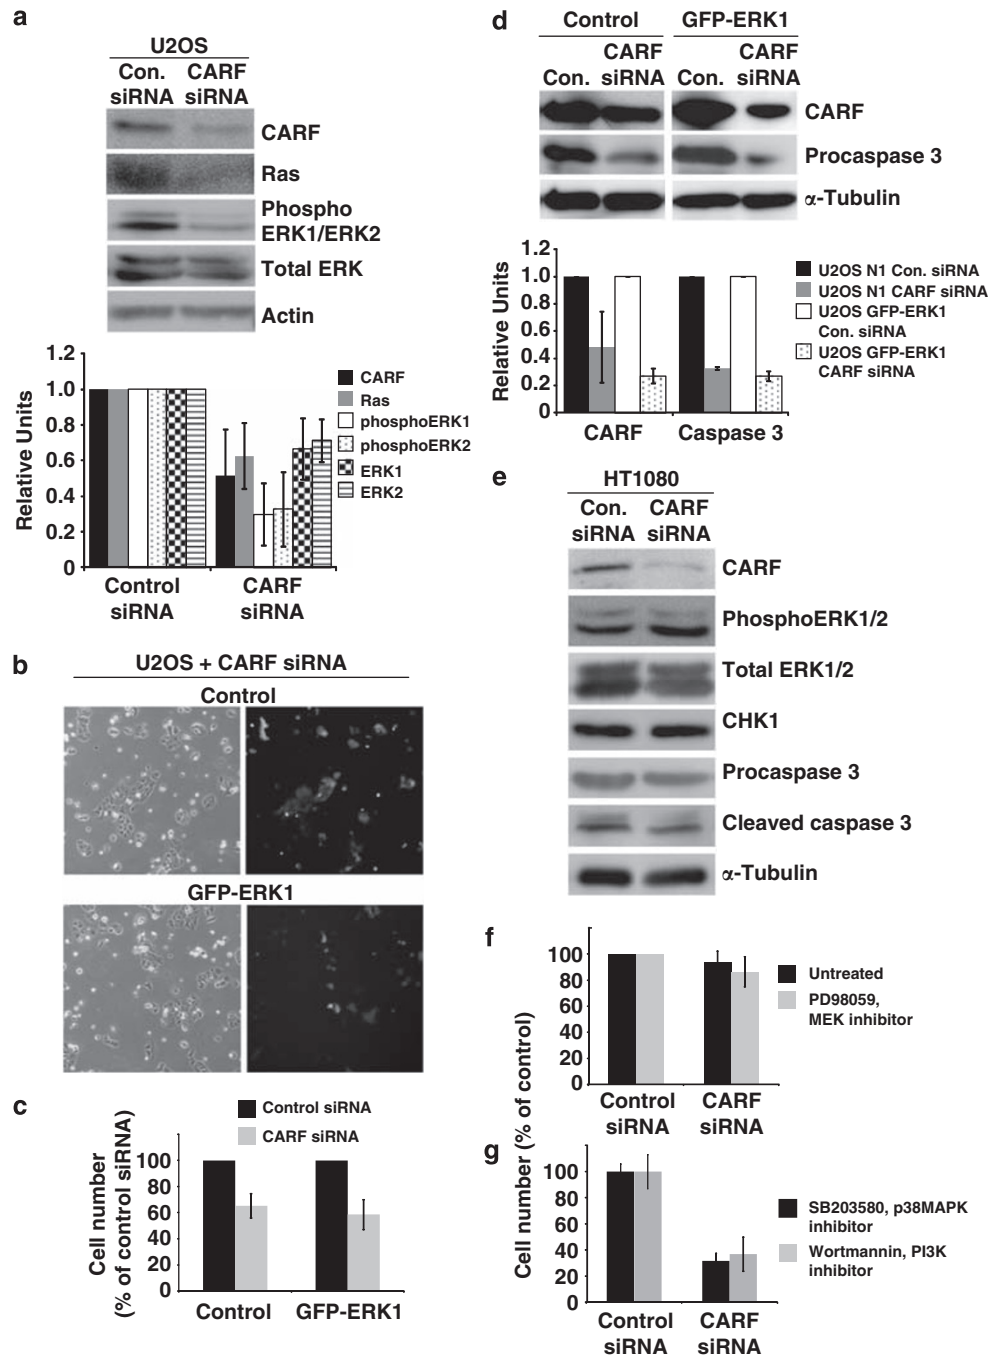 a
U2OS
Con. CARF
siRNA siRNA
CARF
Ras
Phospho
ERK1/ERK2
Total ERK
Actin
1.2
1.0
0.8
0.6
0.4
0.2
0
Relative Units
Control
siRNA
CARF
siRNA
CARF
Ras
phosphoERK1
phosphoERK2
ERK1
ERK2
b
U2OS + CARF siRNA
Control
GFP-ERK1
c
Control siRNA
CARF siRNA
Cell number
(% of control siRNA)
100
80
60
40
20
0
Control GFP-ERK1
d
Control GFP-ERK1
Con. CARF
siRNA
Con. CARF
siRNA
CARF
Procaspase 3
α-Tubulin
1.2
1.0
0.8
0.6
0.4
0.2
0
Relative Units
CARF Caspase 3
U2OS N1 Con. siRNA
U2OS N1 CARF siRNA
U2OS GFP-ERK1
Con. siRNA
U2OS GFP-ERK1
CARF siRNA
e
HT1080
Con. CARF
siRNA siRNA
CARF
PhosphoERK1/2
Total ERK1/2
CHK1
Procaspase 3
Cleaved caspase 3
α-Tubulin
f
100
80
60
40
20
0
Control
siRNA
CARF
siRNA
Untreated
PD98059,
MEK inhibitor
Cell number (% of control)
g
100
80
60
40
20
0
Control
siRNA
CARF
siRNA
SB203580, p38MAPK
inhibitor
Wortmannin, PI3K
inhibitor